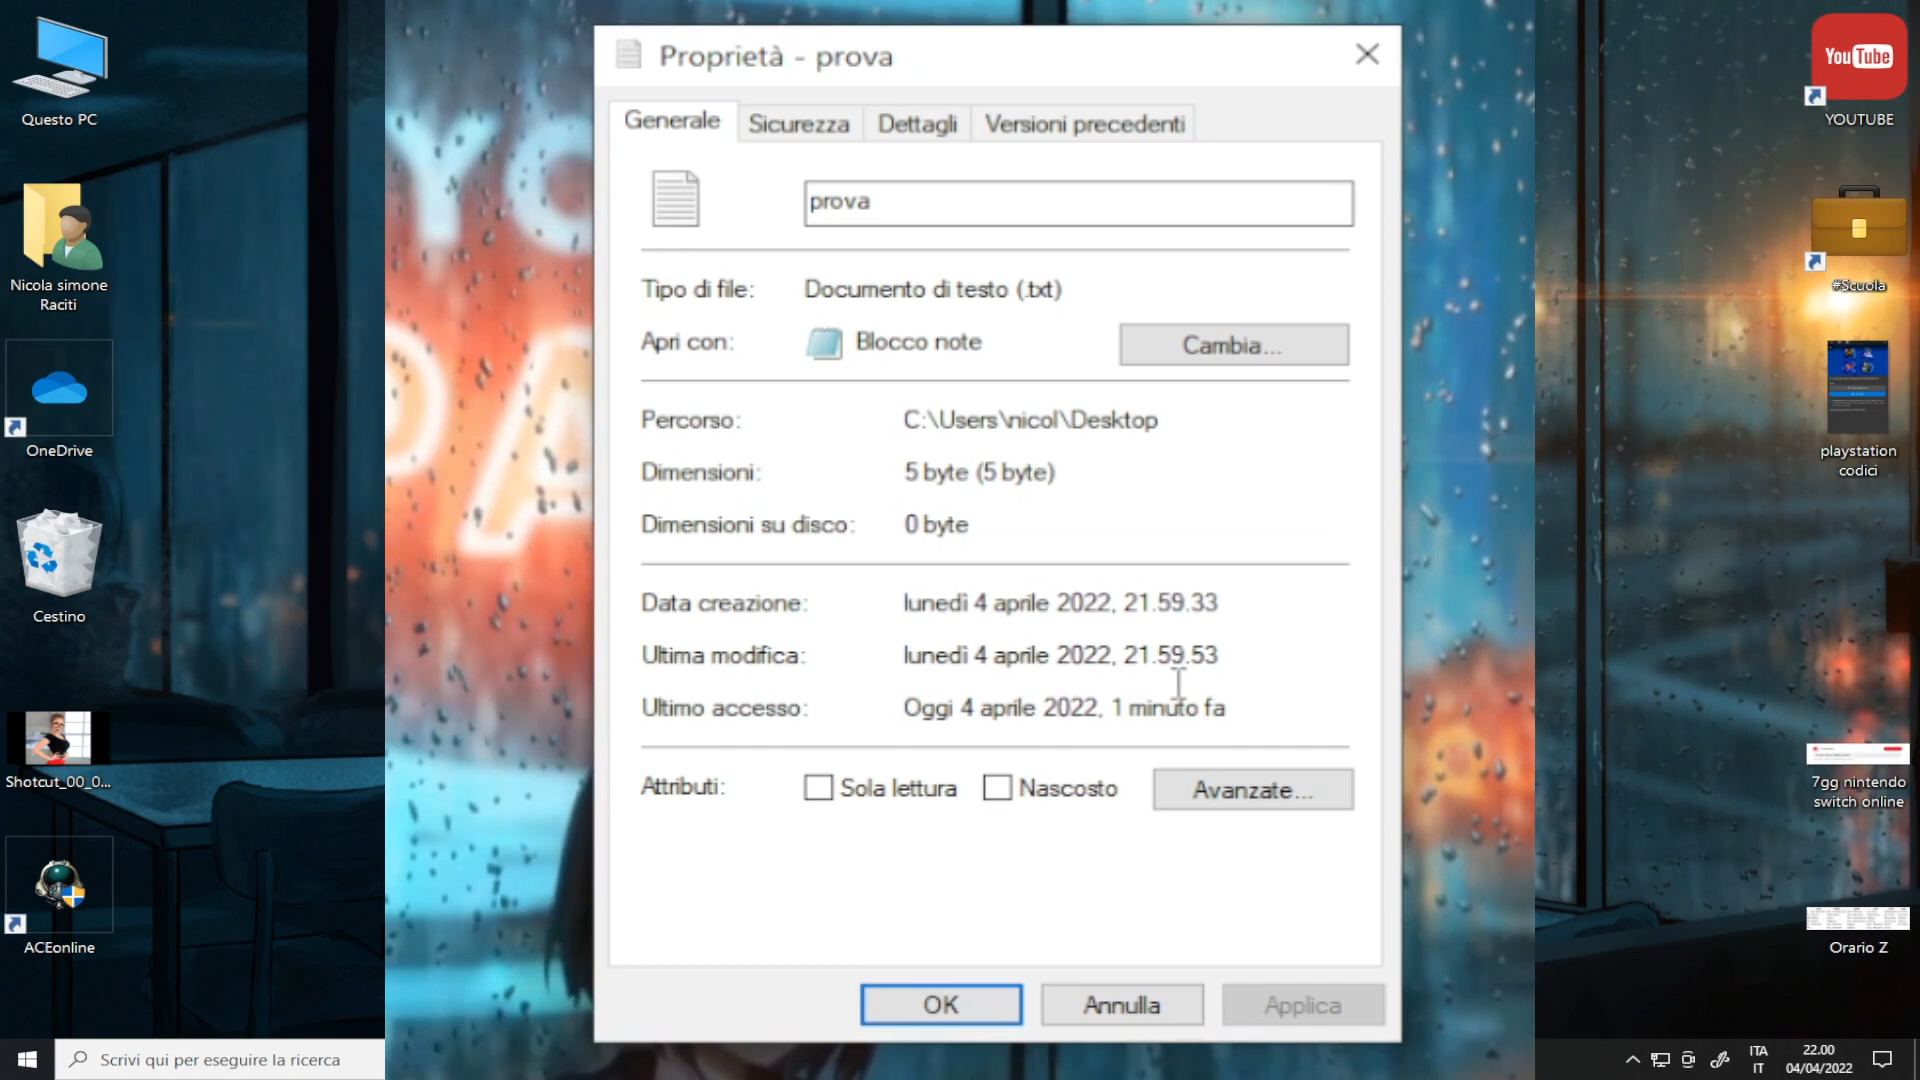 Questo PC
Nicola simone
Raciti
OneDrive
Cestino
Shotcut_00_0...
ACEonline
Scrivi qui per eseguire la ricerca
Proprietà - prova
Generale
Sicurezza
Dettagli
Versioni precedenti
prova
Tipo di file: Documento di testo (.txt)
Apri con: Blocco note
Cambia...
Percorso: C:\Users\nicol\Desktop
Dimensioni: 5 byte (5 byte)
Dimensioni su disco: 0 byte
Data creazione: lunedì 4 aprile 2022, 21.59.33
Ultima modifica: lunedì 4 aprile 2022, 21.59.53
Ultimo accesso: Oggi 4 aprile 2022, 1 minuto fa
Attributi: Sola lettura Nascosto Avanzate...
OK
Annulla
Applica
YouTube
YOUTUBE
#Scuola
playstation
codici
7gg nintendo
switch online
Orario Z
ITA
IT
22.00
04/04/2022